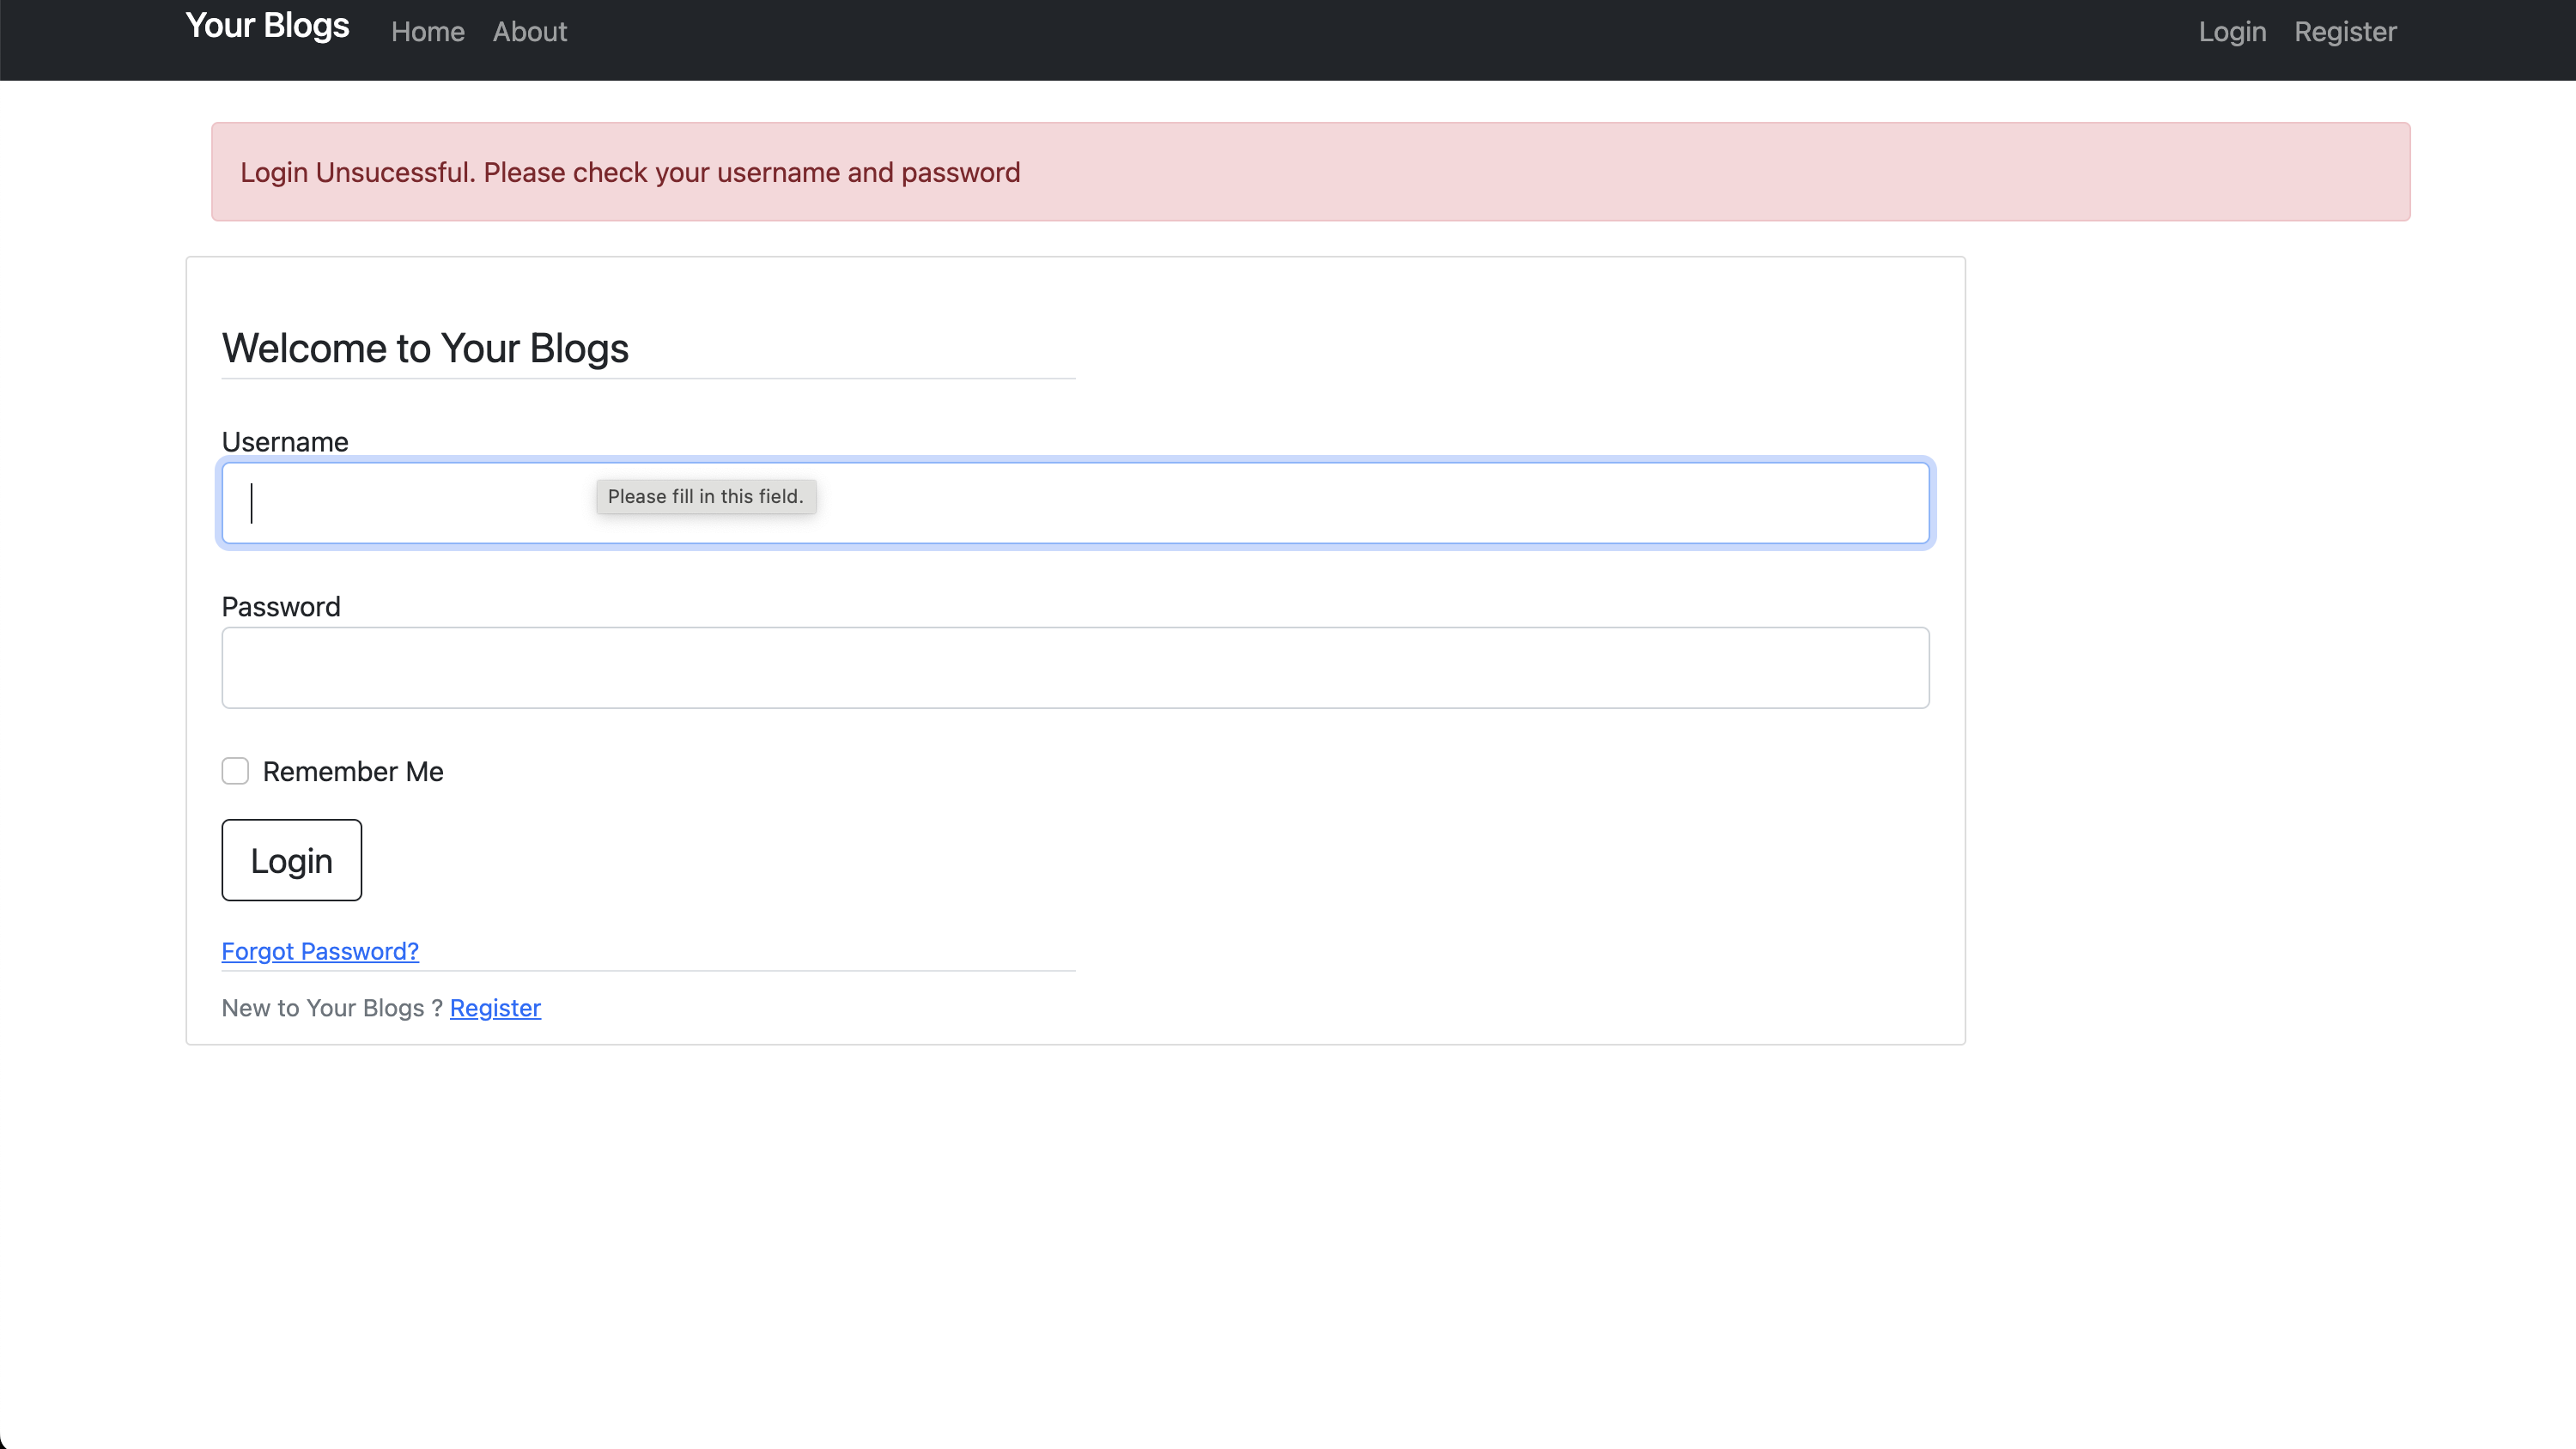 Your Blogs Home About Login Register
Login Unsucessful. Please check your username and password
Welcome to Your Blogs
Username
Please fill in this field.
Password
Remember Me
Login
Forgot Password?
New to Your Blogs ? Register